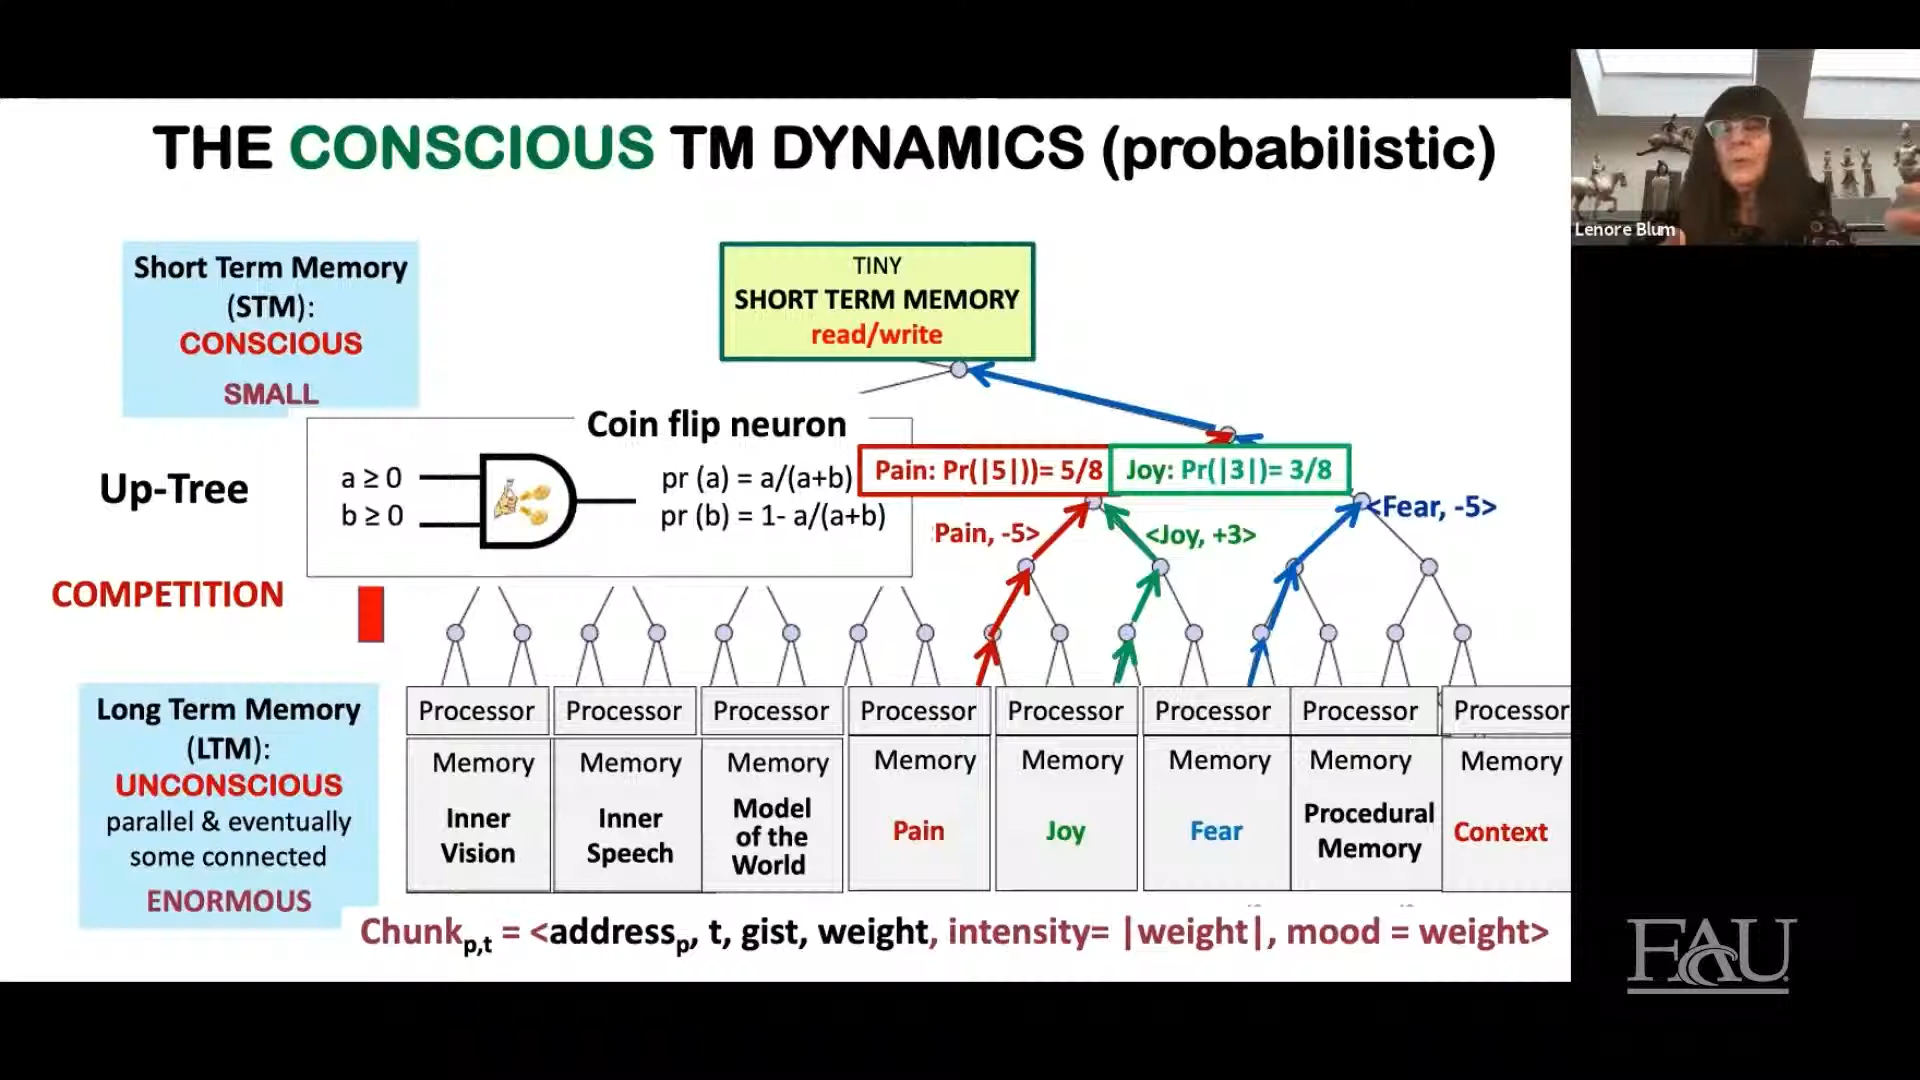 THE CONSCIOUS TM DYNAMICS (probabilistic)
Lenore Blum
Short Term Memory
(STM):
CONSCIOUS
SMALL
TINY
SHORT TERM MEMORY
read/write
Coin flip neuron
a ≥ 0
b ≥ 0
pr (a) = a/(a+b)
pr (b) = 1- a/(a+b)
Up-Tree
COMPETITION
Pain: Pr(|5|))= 5/8
Joy: Pr(|3|)= 3/8
Pain, -5>
<Joy, +3>
<Fear, -5>
Long Term Memory
(LTM):
UNCONSCIOUS
parallel & eventually
some connected
ENORMOUS
Processor Processor Processor Processor Processor Processor Processor Processor
Memory Memory Memory Memory Memory Memory Memory Memory
Inner
Vision
Inner
Speech
Model
of the
World
Pain
Joy
Fear
Procedural
Memory
Context
Chunkp,t = <addressp, t, gist, weight, intensity= |weight|, mood = weight>
FAU